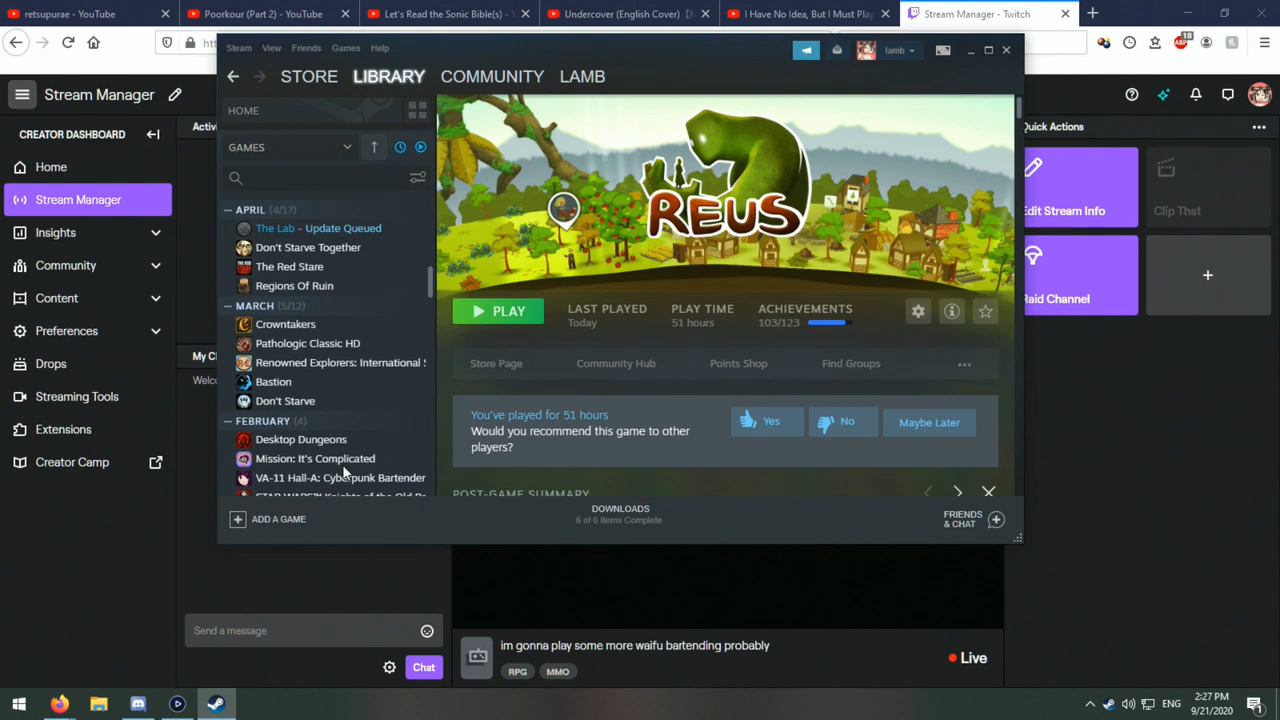 retsupurae - YouTube
Poorkour (Part 2) - YouTube
Let's Read the Sonic Bible(s) -
Undercover (English Cover)
I Have No Idea, But I Must Play
Stream Manager - Twitch
18
Steam View Friends Games Help
lamb
STORE LIBRARY COMMUNITY LAMB
Stream Manager
CREATOR DASHBOARD
Home
Stream Manager
Insights
Community
Content
Preferences
Drops
Streaming Tools
Extensions
Creator Camp
HOME
GAMES
APRIL (4/17)
The Lab - Update Queued
Don't Starve Together
The Red Stare
Regions Of Ruin
MARCH (5/12)
Crowntakers
Pathologic Classic HD
Renowned Explorers: International
Bastion
Don't Starve
FEBRUARY (4)
Desktop Dungeons
Mission: It's Complicated
VA-11 Hall-A: Cyberpunk Bartender
REUS
PLAY
LAST PLAYED
Today
PLAY TIME
51 hours
ACHIEVEMENTS
103/123
Store Page Community Hub Points Shop Find Groups
You've played for 51 hours
Would you recommend this game to other
players?
Yes
No
Maybe Later
POST-GAME SUMMARY
ADD A GAME
DOWNLOADS
6 of 6 Items Complete
FRIENDS
& CHAT
Quick Actions
Edit Stream Info
Clip That
Raid Channel
Send a message
Chat
im gonna play some more waifu bartending probably
RPG MMO
Live
ENG
2:27 PM
9/21/2020
1